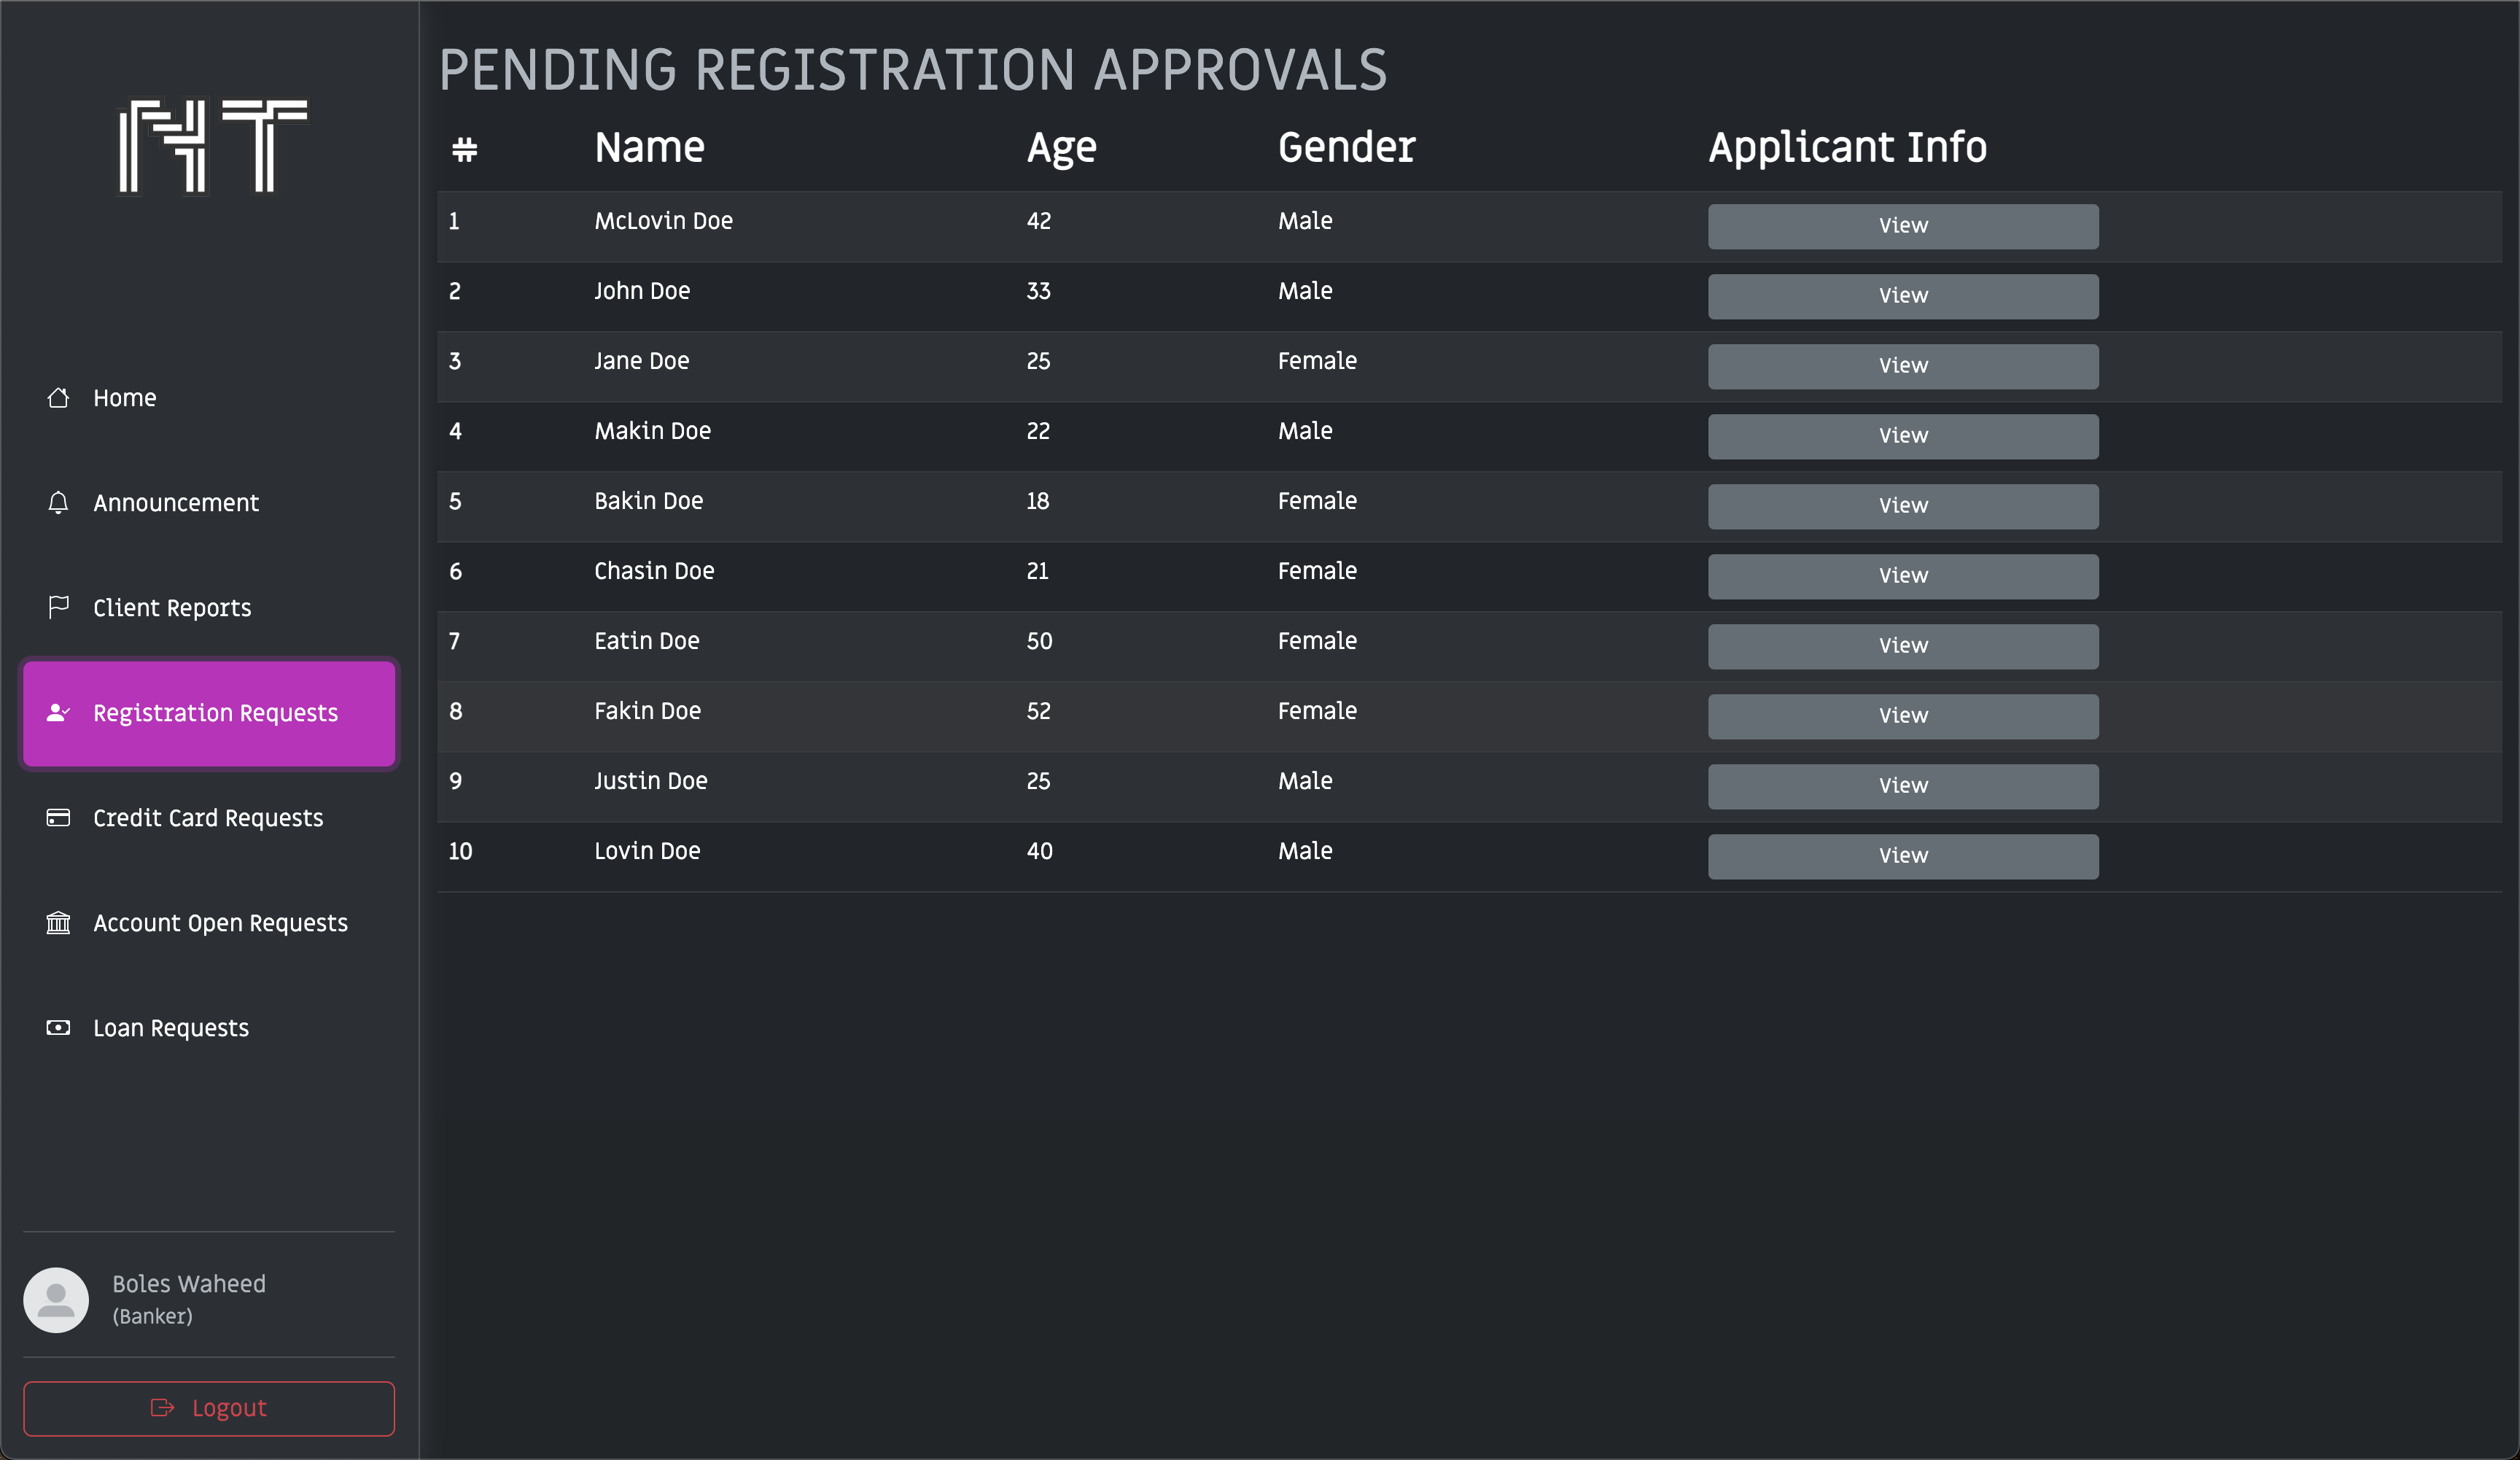 NT
Home
Announcement
Client Reports
Registration Requests
Credit Card Requests
Account Open Requests
Loan Requests
Boles Waheed
(Banker)
Logout
PENDING REGISTRATION APPROVALS
# Name Age Gender Applicant Info
1 McLovin Doe 42 Male View
2 John Doe 33 Male View
3 Jane Doe 25 Female View
4 Makin Doe 22 Male View
5 Bakin Doe 18 Female View
6 Chasin Doe 21 Female View
7 Eatin Doe 50 Female View
8 Fakin Doe 52 Female View
9 Justin Doe 25 Male View
10 Lovin Doe 40 Male View